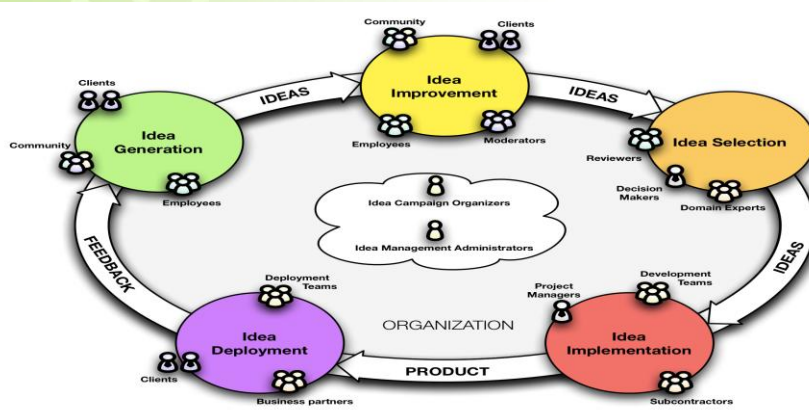 Community
Clients
Idea
Improvement
Employees
Moderators
IDEAS
IDEAS
Clients
Community
Idea
Generation
Employees
Idea Selection
Reviewers
Decision
Makers
Domain Experts
Idea Campaign Organizers
Idea Management Administrators
FEEDBACK
IDEAS
Deployment
Teams
Idea
Deployment
Clients
Business partners
ORGANIZATION
PRODUCT
Project
Managers
Development
Teams
Idea
Implementation
Subcontractors